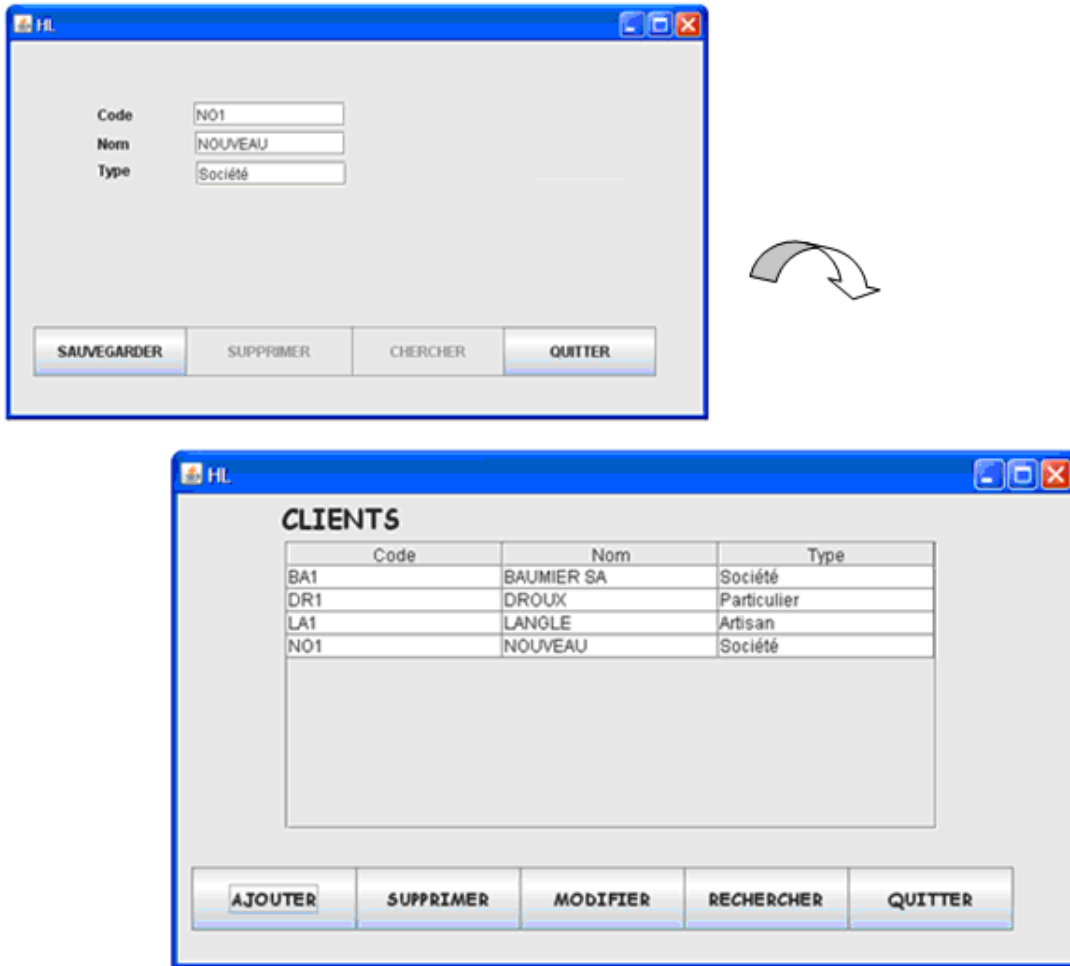 HL
Code NO1
Nom NOUVEAU
Type Société
SAUVEGARDER SUPPRIMER CHERCHER QUITTER
HL
CLIENTS
Code Nom Type
BA1 BAUMIER SA Société
DR1 DROUX Particulier
LA1 LANGLE Artisan
NO1 NOUVEAU Société
AJOUTER SUPPRIMER MODIFIER RECHERCHER QUITTER